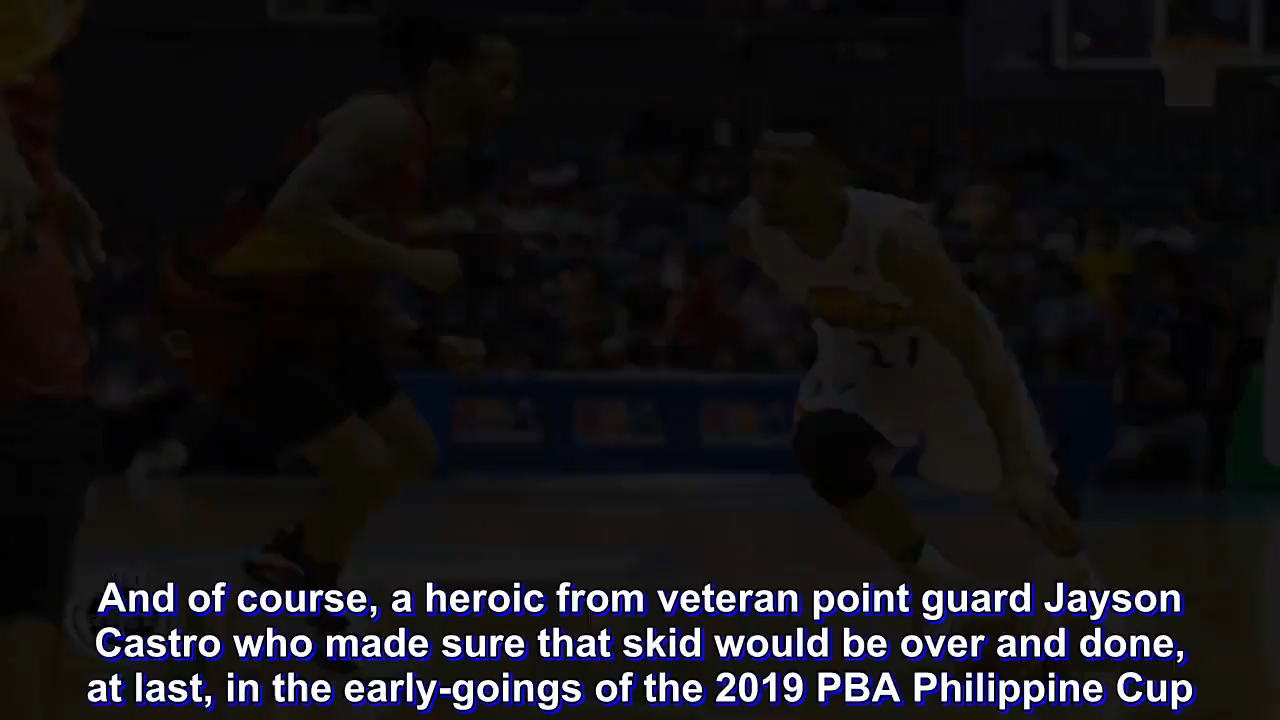 And of course, a heroic from veteran point guard Jayson
Castro who made sure that skid would be over and done,
at last, in the early-goings of the 2019 PBA Philippine Cup